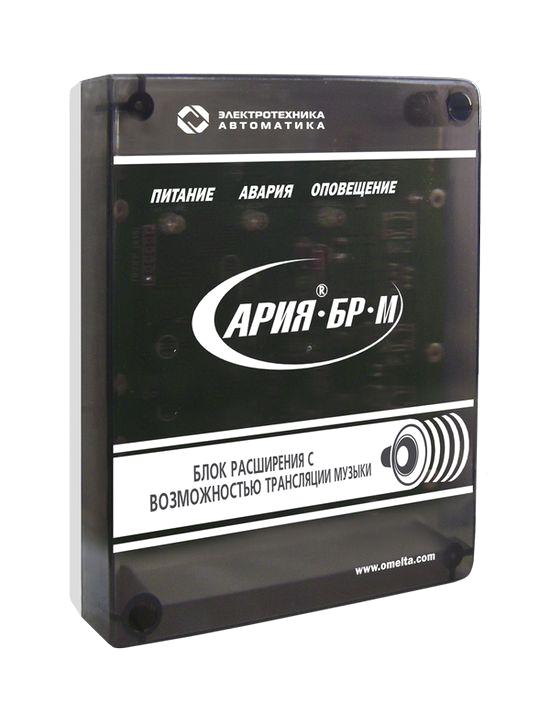 ЭЛЕКТРОТЕХНИКА
АВТОМАТИКА
ПИТАНИЕ АВАРИЯ ОПОВЕЩЕНИЕ
АРИЯ®·БР·М
БЛОК РАСШИРЕНИЯ С
ВОЗМОЖНОСТЬЮ ТРАНСЛЯЦИИ МУЗЫКИ
www.omelta.com